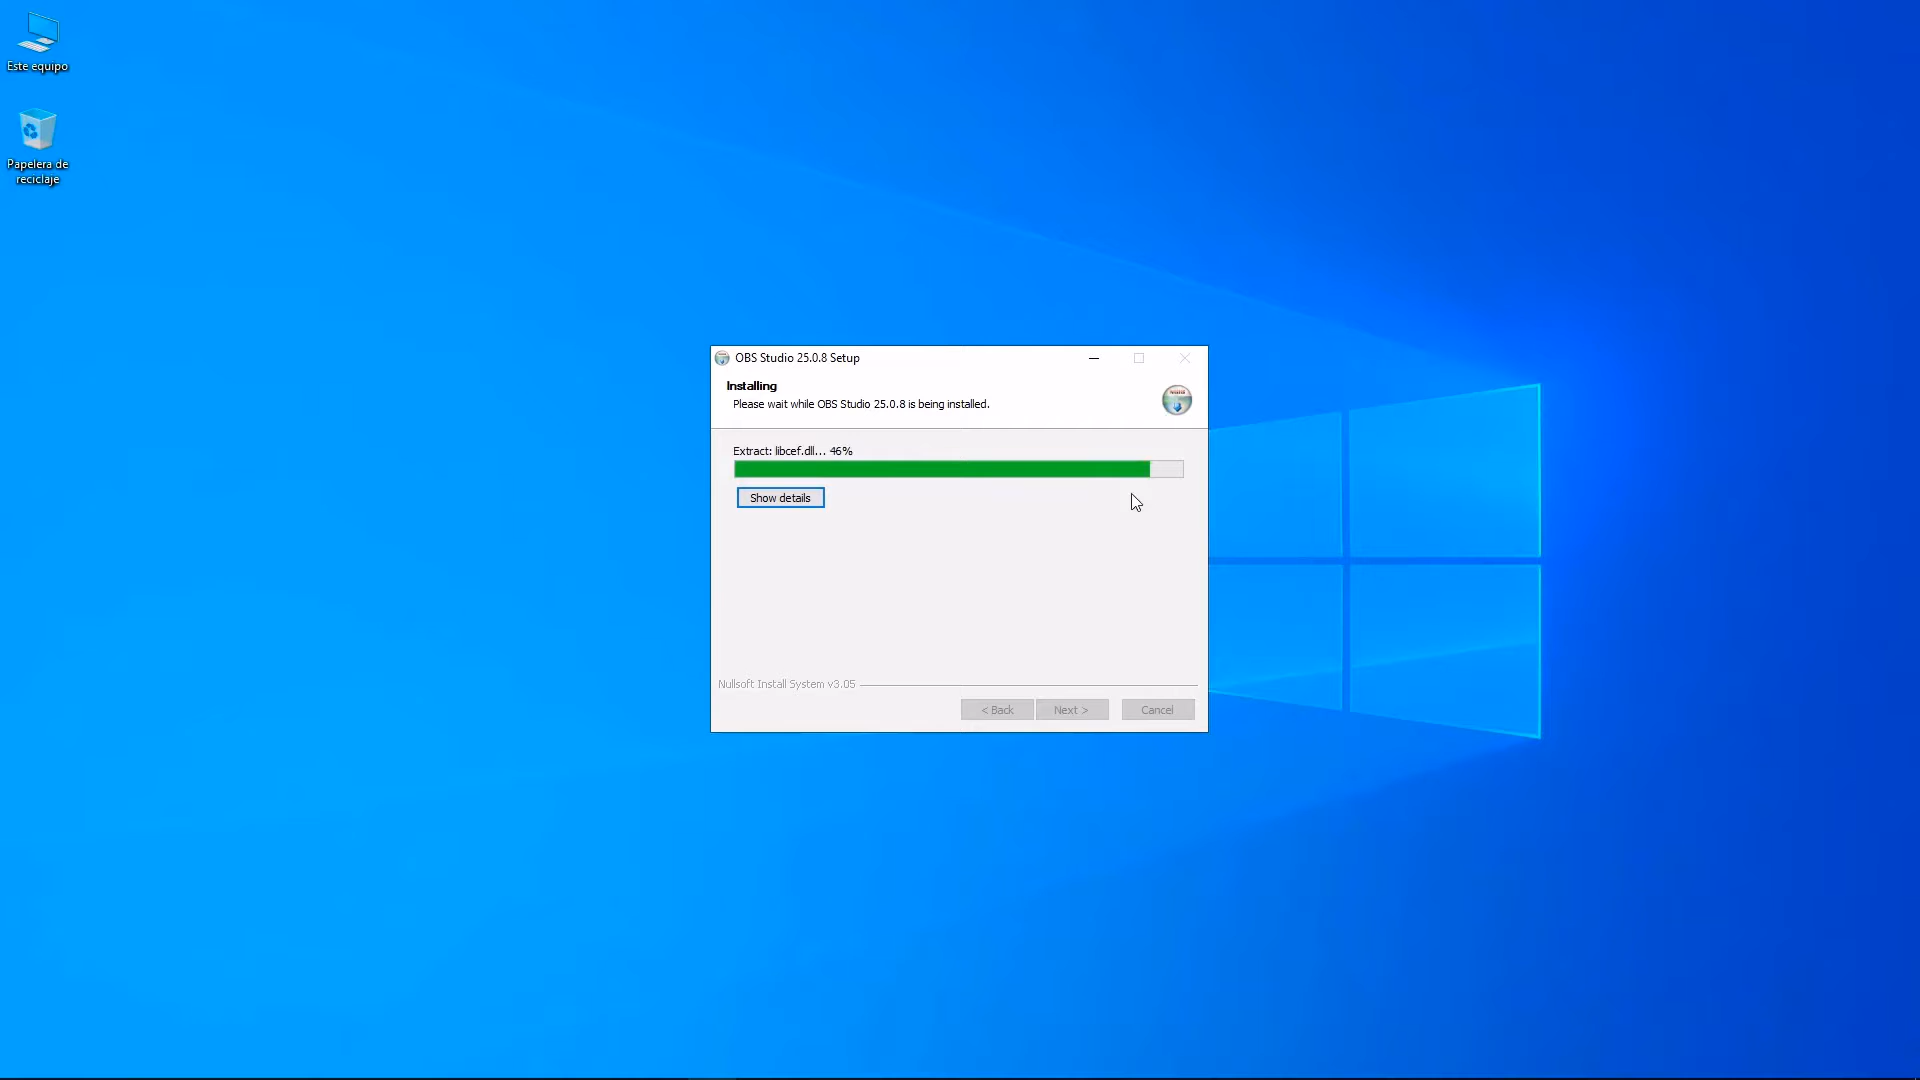 Este equipo
Papelera de
reciclaje
OBS Studio 25.0.8 Setup
Installing
Please wait while OBS Studio 25.0.8 is being installed.
Extract: libcef.dll... 46%
Show details
Nullsoft Install System v3.05
< Back
Next >
Cancel